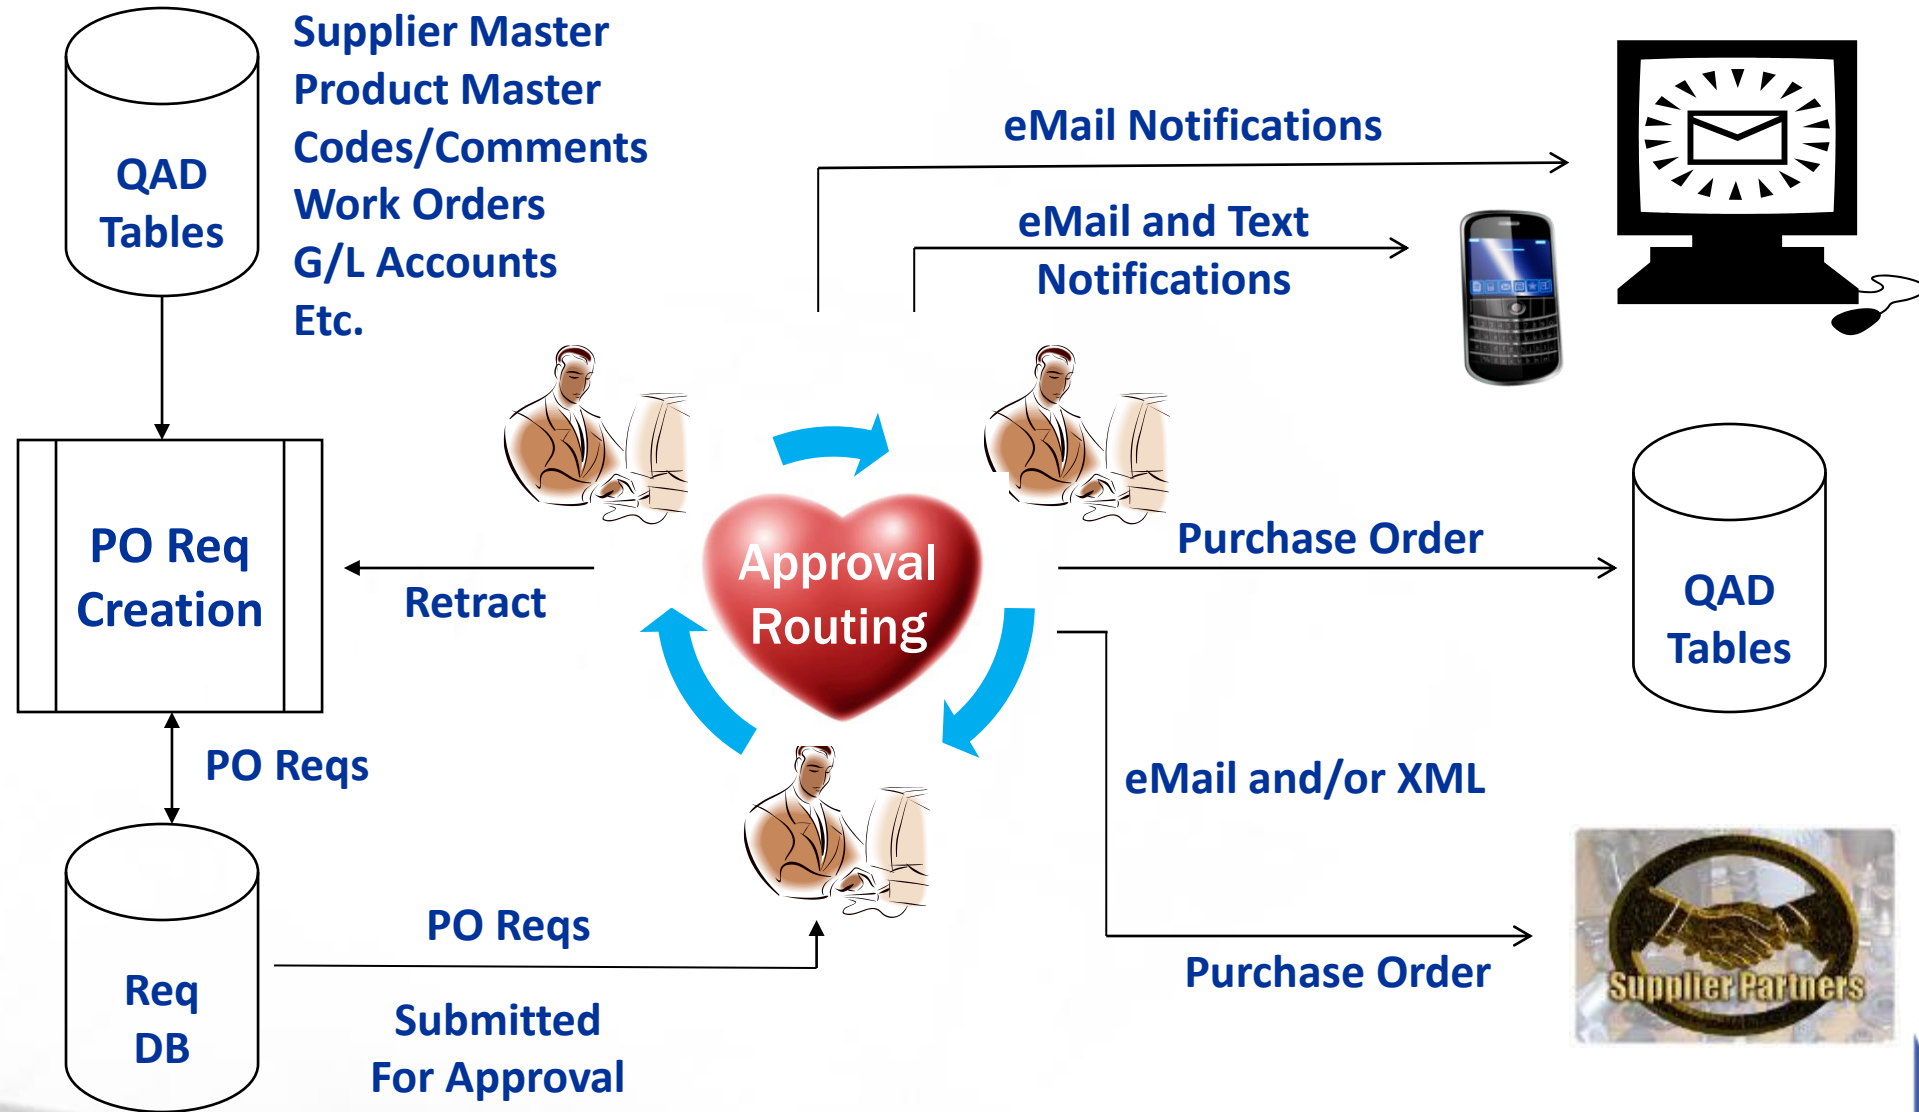 QAD
Tables
Supplier Master
Product Master
Codes/Comments
Work Orders
G/L Accounts
Etc.
eMail Notifications
eMail and Text
Notifications
PO Req
Creation
Retract
Approval
Routing
Purchase Order
QAD
Tables
PO Reqs
eMail and/or XML
Req
DB
PO Reqs
Submitted
For Approval
Purchase Order
Supplier Partners